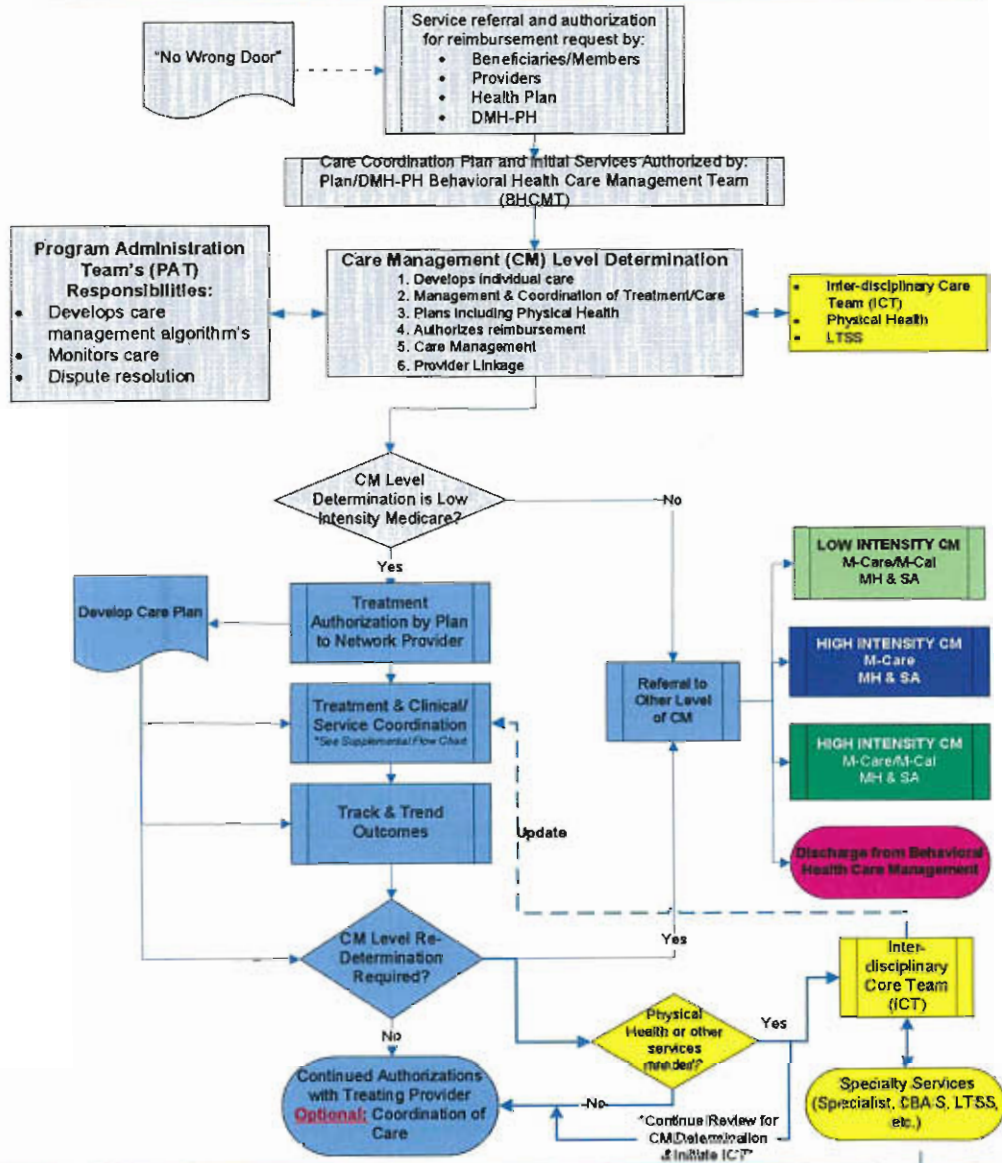 "No Wrong Door"
Service referral and authorization
for reimbursement request by:
• Beneficiaries/Members
• Providers
• Health Plan
• DMH-PH
Care Coordination Plan and Initial Services Authorized by:
Plan/DMH-PH Behavioral Health Care Management Team
(BHCMT)
Program Administration
Team's (PAT)
Responsibilities:
• Develops care
management algorithm's
• Monitors care
• Dispute resolution
Care Management (CM) Level Determination
1. Develops individual care
2. Management & Coordination of Treatment/Care
3. Plans Including Physical Health
4. Authorizes reimbursement
5. Care Management
6. Provider Linkage
• Inter-disciplinary Care
Team (ICT)
• Physical Health
• LTSS
CM Level
Determination is Low
Intensity Medicare?
No
Yes
Develop Care Plan
Treatment
Authorization by Plan
to Network Provider
Treatment & Clinical/
Service Coordination
*See Supplemental Flow Chart
Track & Trend
Outcomes
Update
Referral to
Other Level
of CM
LOW INTENSITY CM
M-Care/M-Cal
MH & SA
HIGH INTENSITY CM
M-Care
MH & SA
HIGH INTENSITY CM
M-Care/M-Cal
MH & SA
Discharge from Behavioral
Health Care Management
CM Level Re-
Determination
Required?
Yes
No
Physical
Health or other
services
needed?
Yes
No
Inter-
disciplinary
Core Team
(ICT)
Continued Authorizations
with Treating Provider
Optional: Coordination of
Care
*Continue Review for
CM Determination
& Initiate ICT*
Specialty Services
(Specialist, CBAS, LTSS,
etc.)